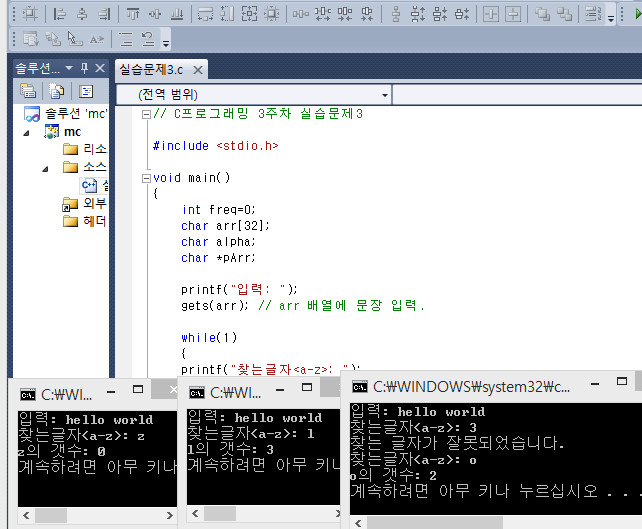 솔루션...
실습문제3.c
(전역 범위)
솔루션 'mc'
mc
리소
소스
외부
헤더
// C프로그래밍 3주차 실습문제3
#include <stdio.h>
void main()
{
int freq=0;
char arr[32];
char alpha;
char *pArr;
printf("입력: ");
gets(arr); // arr 배열에 문장 입력.
while(1)
{
printf("찾는글자<a-z>: ");
C:₩WI...
입력: hello world
찾는글자<a-z>: z
z의 갯수: 0
계속하려면 아무 키나
C:₩WI...
입력: hello world
찾는글자<a-z>: l
l의 갯수: 3
계속하려면 아무 키나
C:₩WINDOWS₩system32₩c...
입력: hello world
찾는글자<a-z>: 3
찾는 글자가 잘못되었습니다.
찾는글자<a-z>: o
o의 갯수: 2
계속하려면 아무 키나 누르십시오 . . .